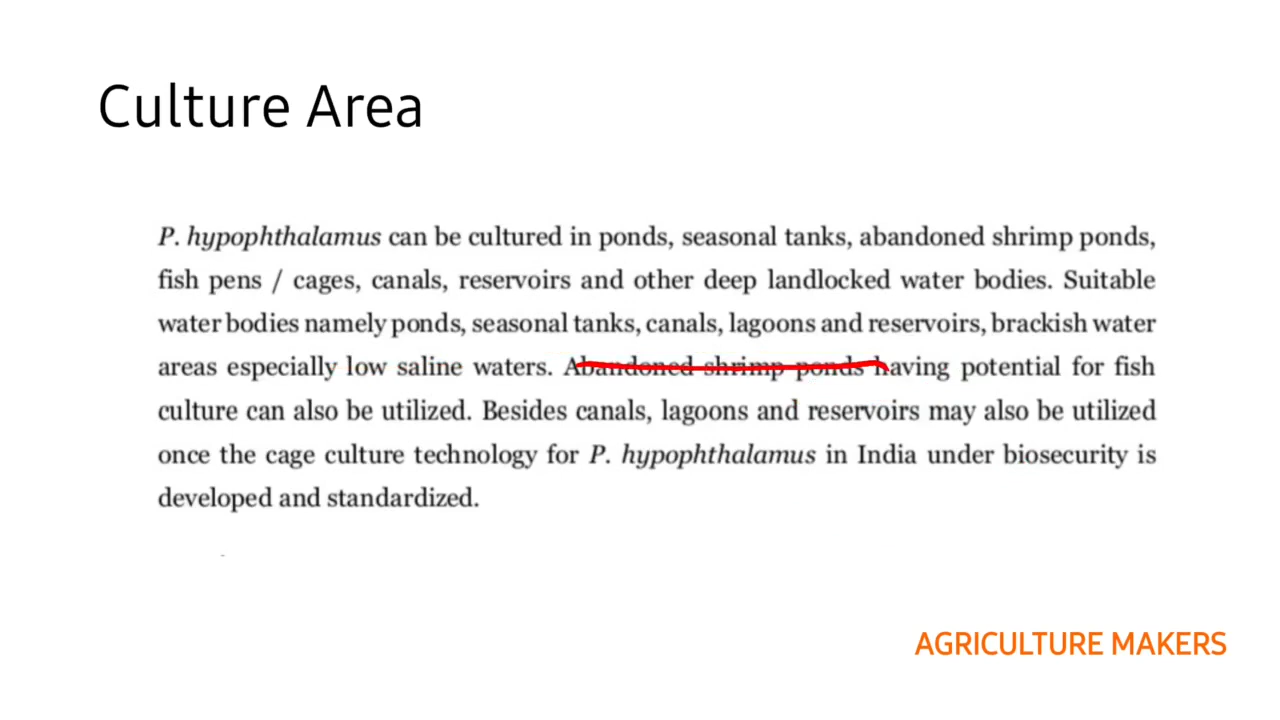 Culture Area
P. hypophthalamus can be cultured in ponds, seasonal tanks, abandoned shrimp ponds,
fish pens / cages, canals, reservoirs and other deep landlocked water bodies. Suitable
water bodies namely ponds, seasonal tanks, canals, lagoons and reservoirs, brackish water
areas especially low saline waters. Abandoned shrimp ponds having potential for fish
culture can also be utilized. Besides canals, lagoons and reservoirs may also be utilized
once the cage culture technology for P. hypophthalamus in India under biosecurity is
developed and standardized.
AGRICULTURE MAKERS